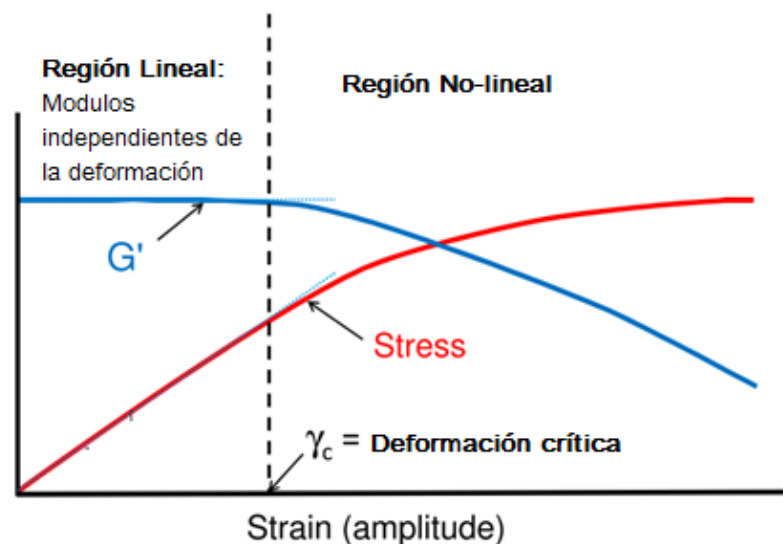 Región Lineal:
Modulos
independientes de
la deformación
Región No-lineal
G'
Stress
γc = Deformación crítica
Strain (amplitude)